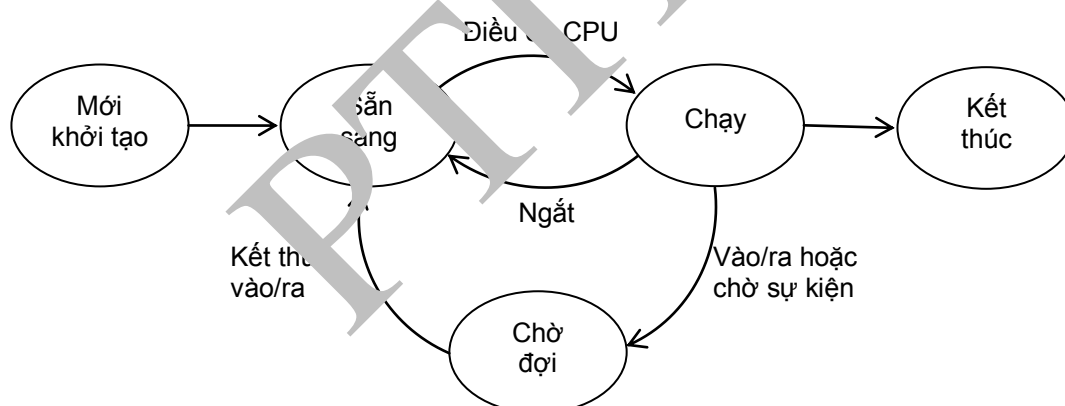 Điều CPU
Mới
khởi tạo
Sẵn
sàng
Chạy
Kết
thúc
Ngắt
Kết
vào/ra
Vào/ra hoặc
chờ sự kiện
Chờ
đợi